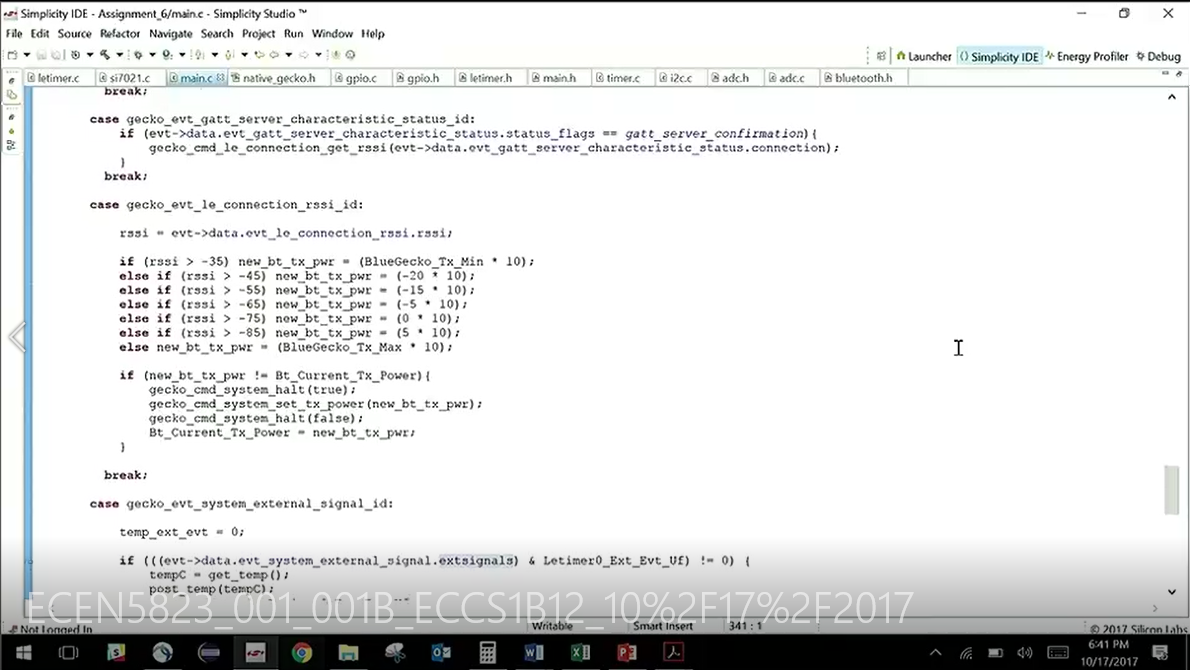 Simplicity IDE - Assignment_6/main.c - Simplicity Studio ™
File Edit Source Refactor Navigate Search Project Run Window Help
Launcher Simplicity IDE Energy Profiler Debug
letimer.c si7021.c main.c native_gecko.h gpio.c gpio.h letimer.h main.h timer.c i2c.c adc.h adc.c bluetooth.h
break;
case gecko_evt_gatt_server_characteristic_status_id:
if (evt->data.evt_gatt_server_characteristic_status.status_flags == gatt_server_confirmation){
gecko_cmd_le_connection_get_rssi(evt->data.evt_gatt_server_characteristic_status.connection);
}
break;
case gecko_evt_le_connection_rssi_id:
rssi = evt->data.evt_le_connection_rssi.rssi;
if (rssi > -35) new_bt_tx_pwr = (BlueGecko_Tx_Min * 10);
else if (rssi > -45) new_bt_tx_pwr = (-20 * 10);
else if (rssi > -55) new_bt_tx_pwr = (-15 * 10);
else if (rssi > -65) new_bt_tx_pwr = (-5 * 10);
else if (rssi > -75) new_bt_tx_pwr = (0 * 10);
else if (rssi > -85) new_bt_tx_pwr = (5 * 10);
else new_bt_tx_pwr = (BlueGecko_Tx_Max * 10);
if (new_bt_tx_pwr != Bt_Current_Tx_Power){
gecko_cmd_system_halt(true);
gecko_cmd_system_set_tx_power(new_bt_tx_pwr);
gecko_cmd_system_halt(false);
Bt_Current_Tx_Power = new_bt_tx_pwr;
}
break;
case gecko_evt_system_external_signal_id:
temp_ext_evt = 0;
if (((evt->data.evt_system_external_signal.extsignals) & Letimer0_Ext_Evt_Uf) != 0) {
tempC = get_temp();
post_temp(tempC);
ECEN5823_001_001B_ECCS1B12_10%2F17%2F2017
Not Logged In Writable Smart Insert 341 : 1 © 2017 Silicon Labs
6:41 PM
10/17/2017